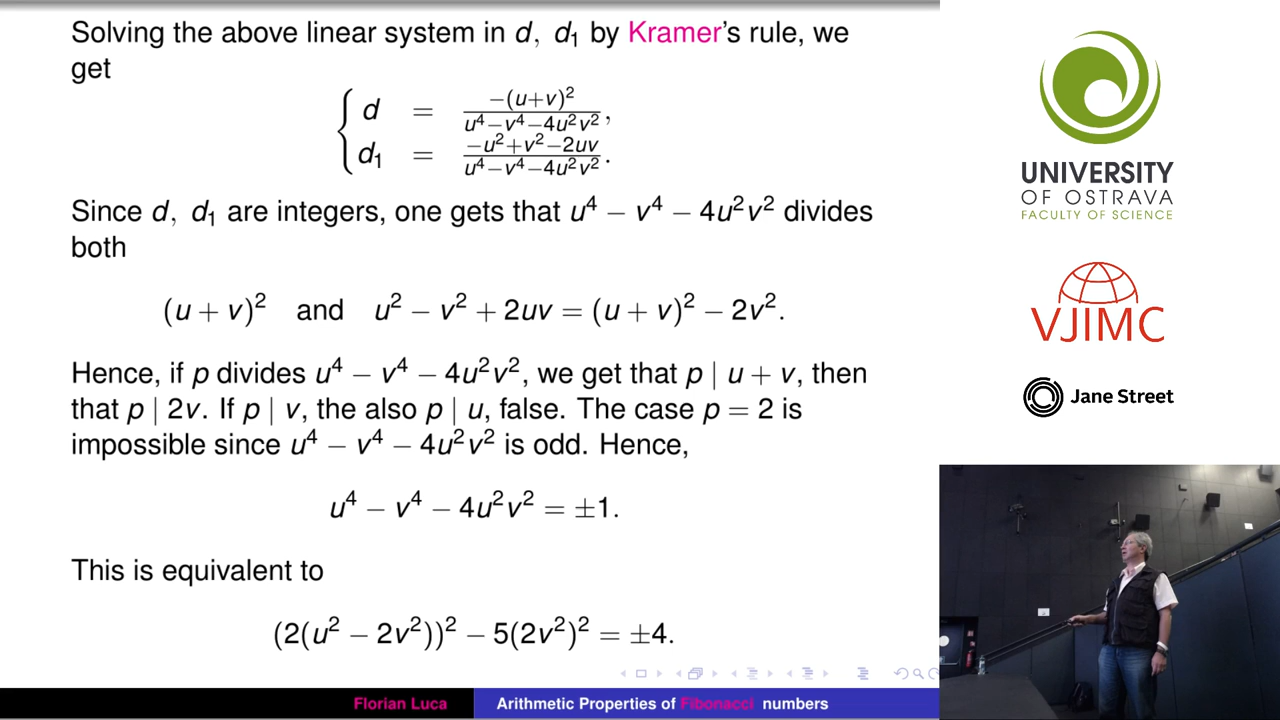 Solving the above linear system in d, d₁ by Kramer's rule, we
get
{ d = −(u+v)² / (u⁴−v⁴−4u²v²),
d₁ = (−u²+v²−2uv) / (u⁴−v⁴−4u²v²).
Since d, d₁ are integers, one gets that u⁴ − v⁴ − 4u²v² divides
both
(u + v)² and u² − v² + 2uv = (u + v)² − 2v².
Hence, if p divides u⁴ − v⁴ − 4u²v², we get that p | u + v, then
that p | 2v. If p | v, the also p | u, false. The case p = 2 is
impossible since u⁴ − v⁴ − 4u²v² is odd. Hence,
u⁴ − v⁴ − 4u²v² = ±1.
This is equivalent to
(2(u² − 2v²))² − 5(2v²)² = ±4.
Florian Luca
Arithmetic Properties of Fibonacci numbers
UNIVERSITY
OF OSTRAVA
FACULTY OF SCIENCE
VJIMC
Jane Street